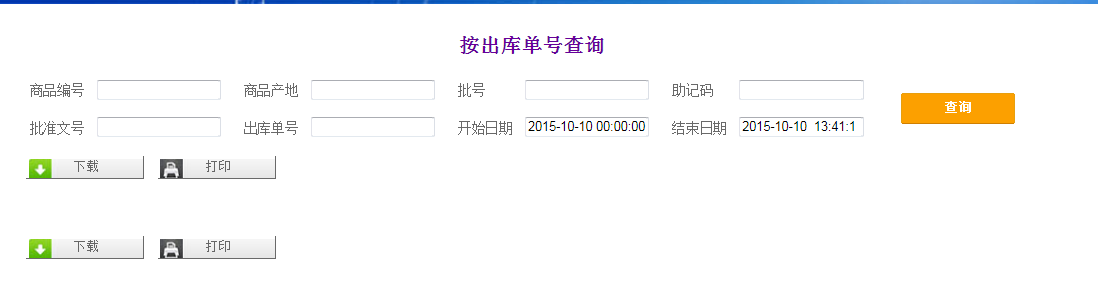 按出库单号查询
商品编号 商品产地 批号 助记码
查询
批准文号 出库单号 开始日期 2015-10-10 00:00:00 结束日期 2015-10-10 13:41:1
下载 打印
下载 打印